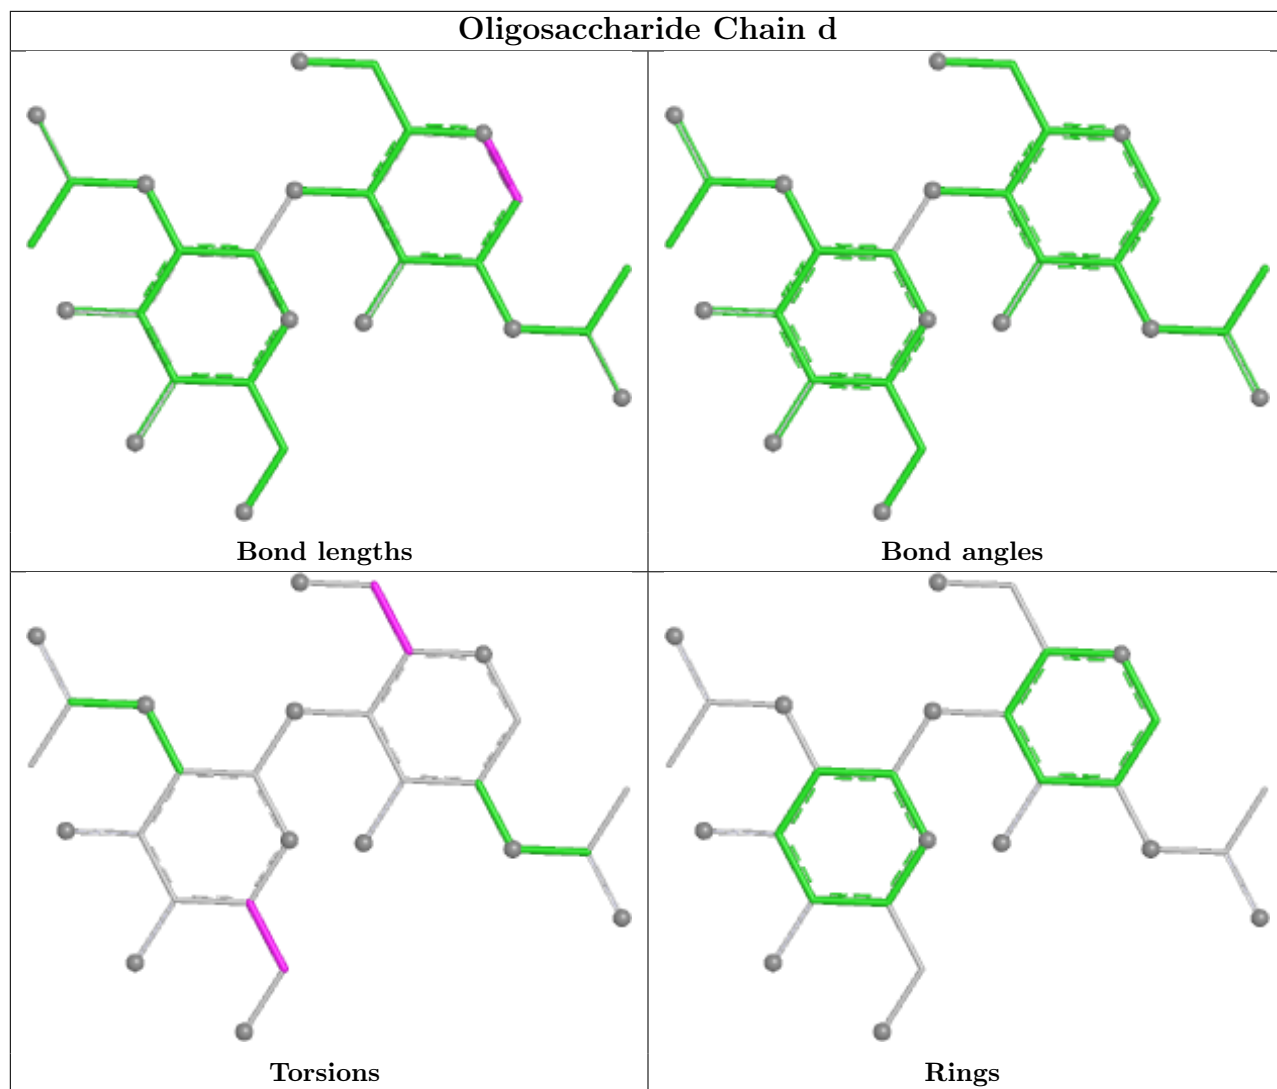 Oligosaccharide Chain d
Bond lengths
Bond angles
Torsions
Rings